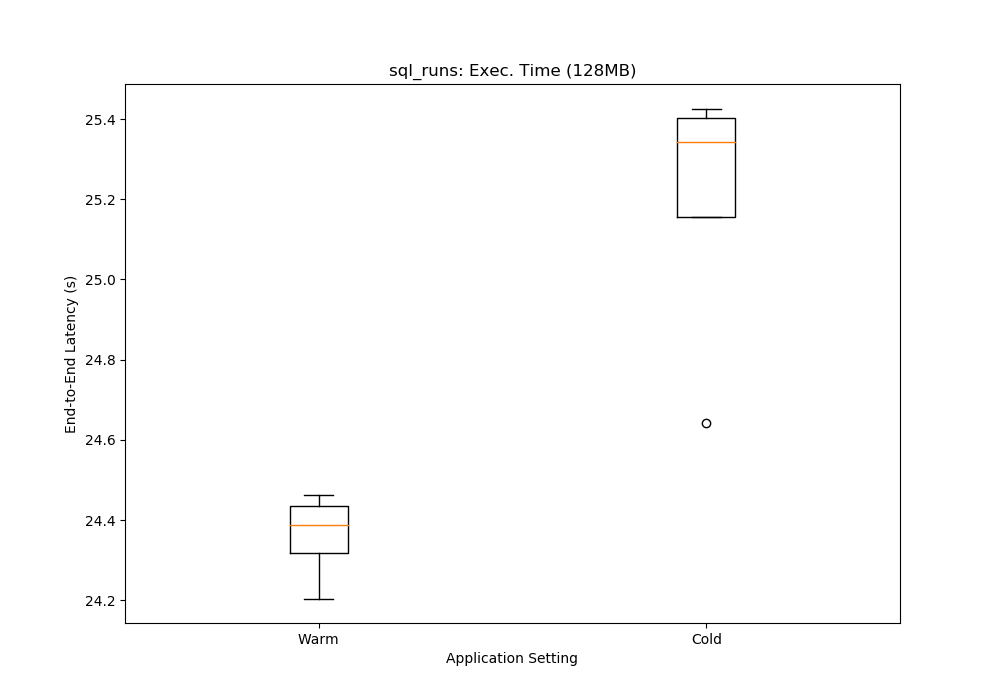 sql_runs: Exec. Time (128MB)
End-to-End Latency (s)
25.4
25.2
25.0
24.8
24.6
24.4
24.2
Warm
Cold
Application Setting